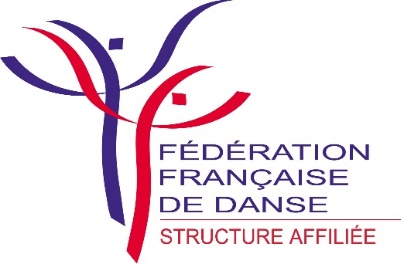 FÉDÉRATION
FRANÇAISE
DE DANSE
STRUCTURE AFFILIÉE